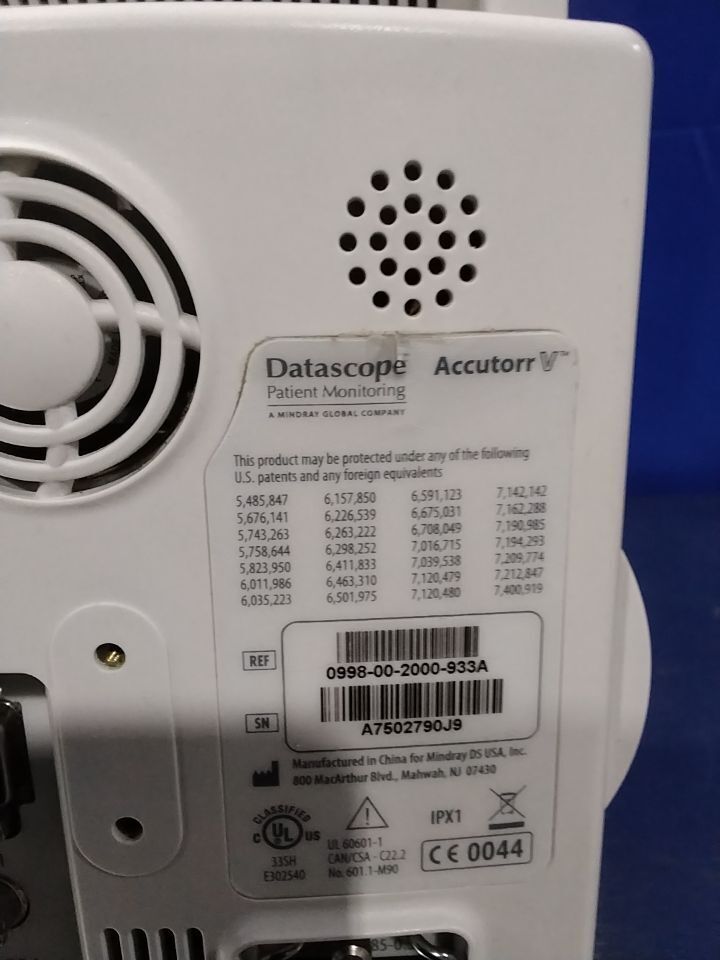 Datascope Accutorr V™
Patient Monitoring
A MINDRAY GLOBAL COMPANY
This product may be protected under any of the following
U.S. patents and any foreign equivalents
5,485,847 6,157,850 6,591,123 7,142,142
5,676,141 6,226,539 6,675,031 7,162,288
5,743,263 6,263,222 6,708,049 7,190,985
5,758,644 6,298,252 7,016,715 7,194,293
5,823,950 6,411,833 7,039,538 7,209,774
6,011,986 6,463,310 7,120,479 7,212,847
6,035,223 6,501,975 7,120,480 7,400,919
REF 0998-00-2000-933A
SN A7502790J9
Manufactured in China for Mindray DS USA, Inc.
800 MacArthur Blvd., Mahwah, NJ 07430
CLASSIFIED
C UL US
33SH
E302540
UL 60601-1
CAN/CSA - C22.2
No. 601.1-M90
IPX1
CE 0044